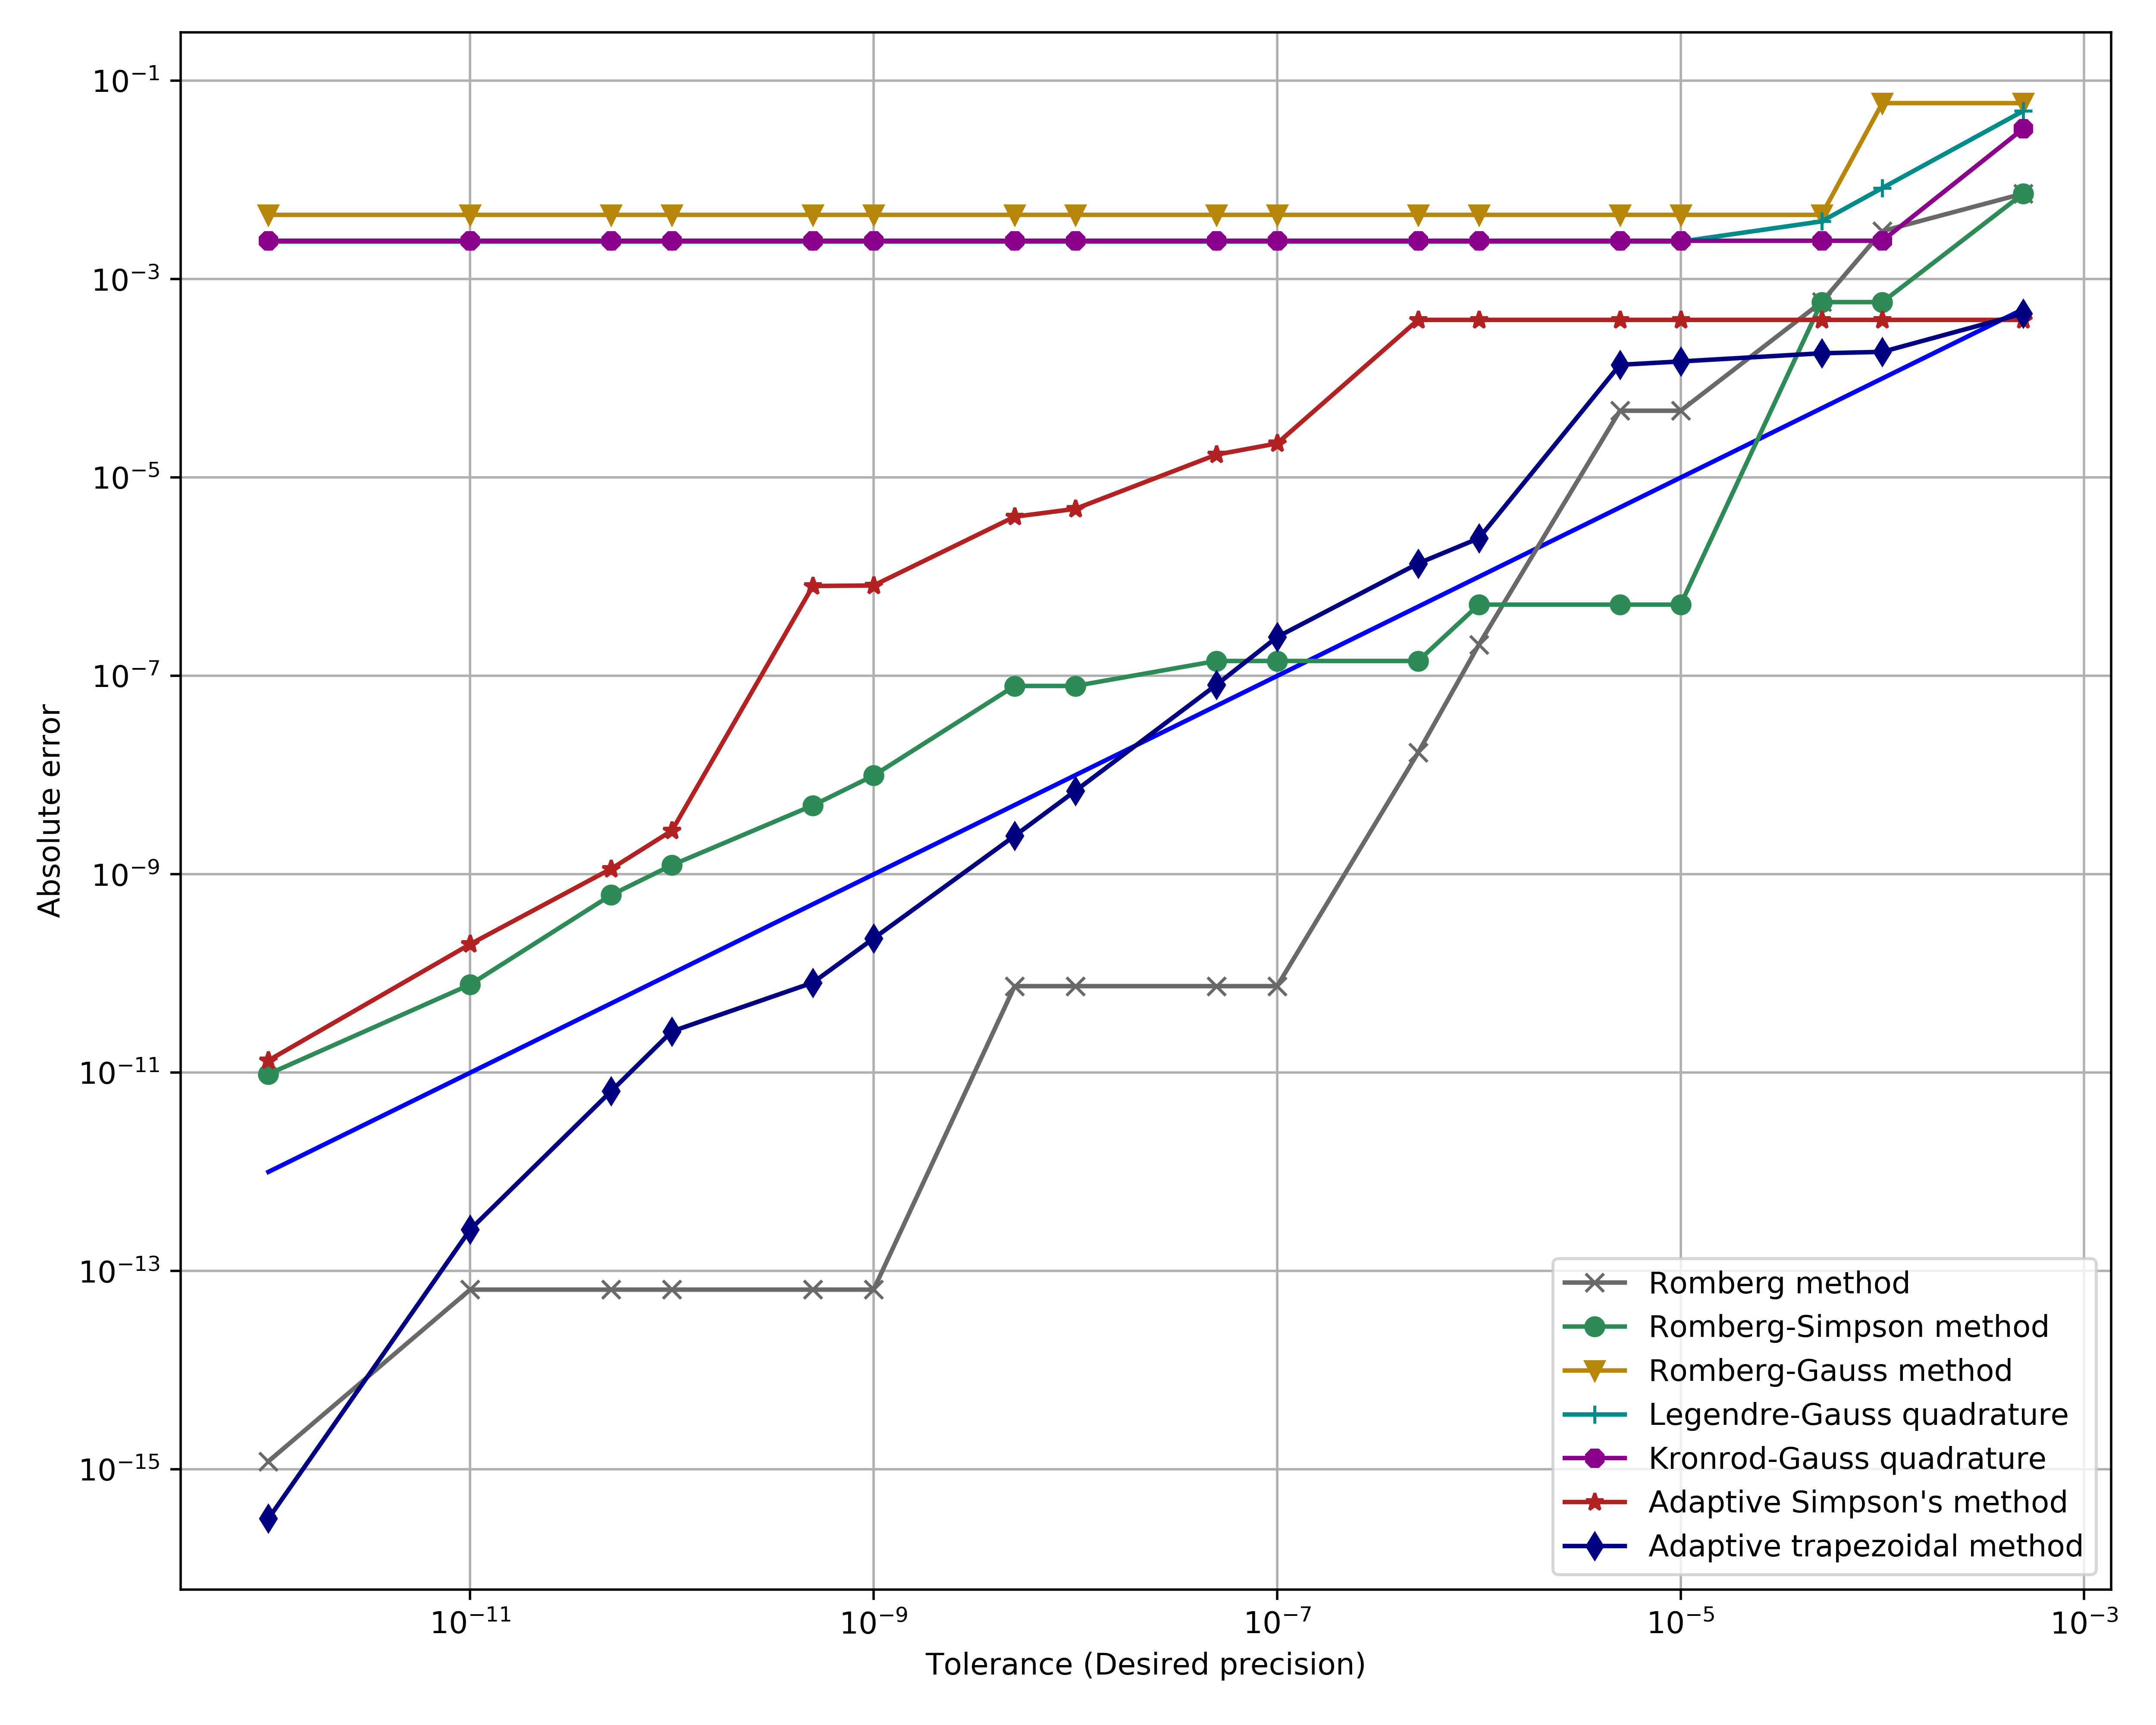 10⁻¹
10⁻³
10⁻⁵
10⁻⁷
10⁻⁹
10⁻¹¹
10⁻¹³
10⁻¹⁵
Absolute error
10⁻¹¹
10⁻⁹
10⁻⁷
10⁻⁵
10⁻³
Tolerance (Desired precision)
Romberg method
Romberg-Simpson method
Romberg-Gauss method
Legendre-Gauss quadrature
Kronrod-Gauss quadrature
Adaptive Simpson's method
Adaptive trapezoidal method